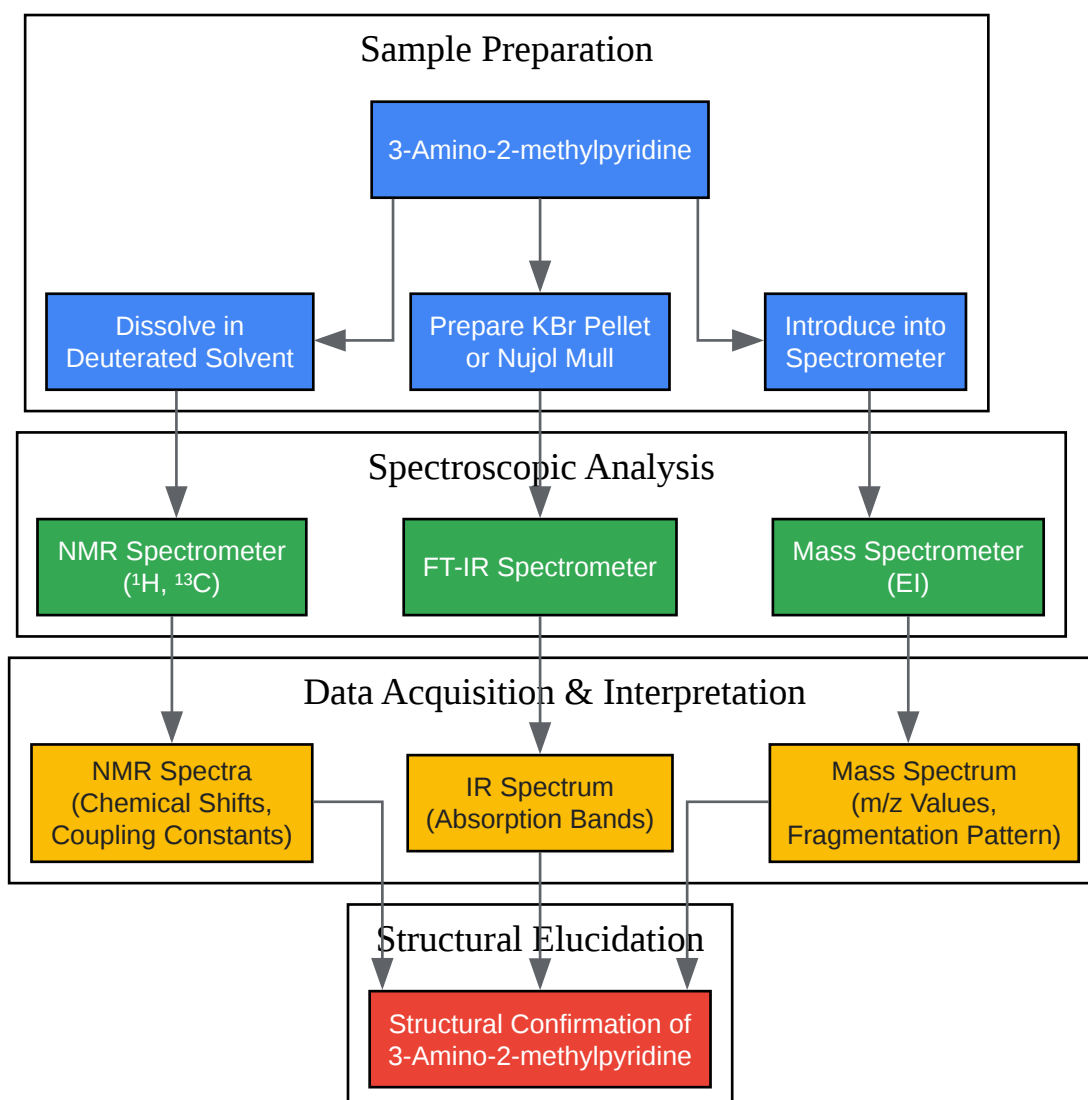 Sample Preparation
3-Amino-2-methylpyridine
Dissolve in
Deuterated Solvent
Prepare KBr Pellet
or Nujol Mull
Introduce into
Spectrometer
Spectroscopic Analysis
NMR Spectrometer
(¹H, ¹³C)
FT-IR Spectrometer
Mass Spectrometer
(EI)
Data Acquisition & Interpretation
NMR Spectra
(Chemical Shifts,
Coupling Constants)
IR Spectrum
(Absorption Bands)
Mass Spectrum
(m/z Values,
Fragmentation Pattern)
Structural Elucidation
Structural Confirmation of
3-Amino-2-methylpyridine